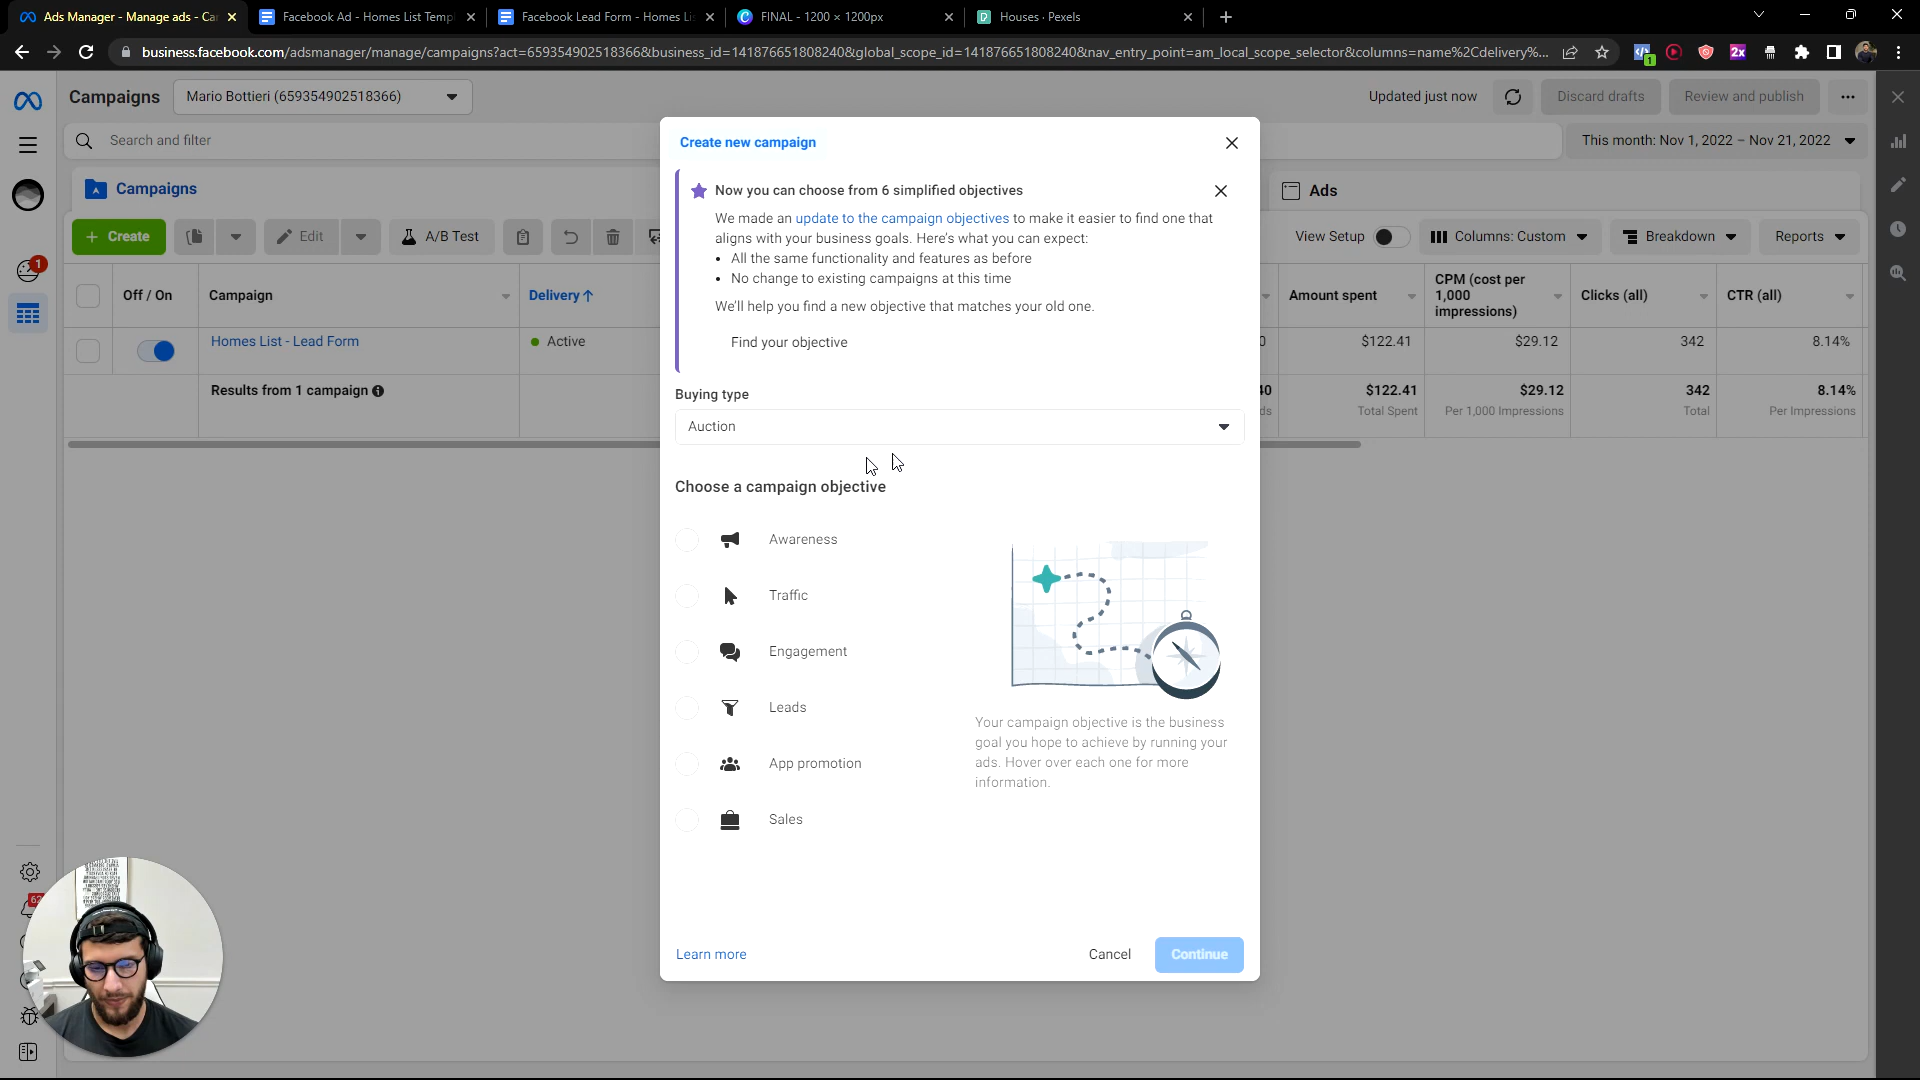 Ads Manager - Manage ads - Ca
Facebook Ad - Homes List Templ
Facebook Lead Form - Homes Li
FINAL - 1200 × 1200px
Houses · Pexels
business.facebook.com/adsmanager/manage/campaigns?act=659354902518366&business_id=141876651808240&global_scope_id=141876651808240&nav_entry_point=am_local_scope_selector&columns=name%2Cdelivery%...
1
2x
Campaigns
Mario Bottieri (659354902518366)
Updated just now
Discard drafts
Review and publish
Search and filter
This month: Nov 1, 2022 – Nov 21, 2022
Campaigns
Ads
Create
Edit
A/B Test
View Setup
Columns: Custom
Breakdown
Reports
1
Off / On
Campaign
Delivery ↑
Amount spent
CPM (cost per
1,000
impressions)
Clicks (all)
CTR (all)
Homes List - Lead Form
Active
0
$122.41
$29.12
342
8.14%
Results from 1 campaign
40
ds
$122.41
Total Spent
$29.12
Per 1,000 Impressions
342
Total
8.14%
Per Impressions
Create new campaign
Now you can choose from 6 simplified objectives
We made an update to the campaign objectives to make it easier to find one that
aligns with your business goals. Here's what you can expect:
• All the same functionality and features as before
• No change to existing campaigns at this time
We'll help you find a new objective that matches your old one.
Find your objective
Buying type
Auction
Choose a campaign objective
Awareness
Traffic
Engagement
Leads
App promotion
Sales
Your campaign objective is the business
goal you hope to achieve by running your
ads. Hover over each one for more
information.
Learn more
Cancel
Continue